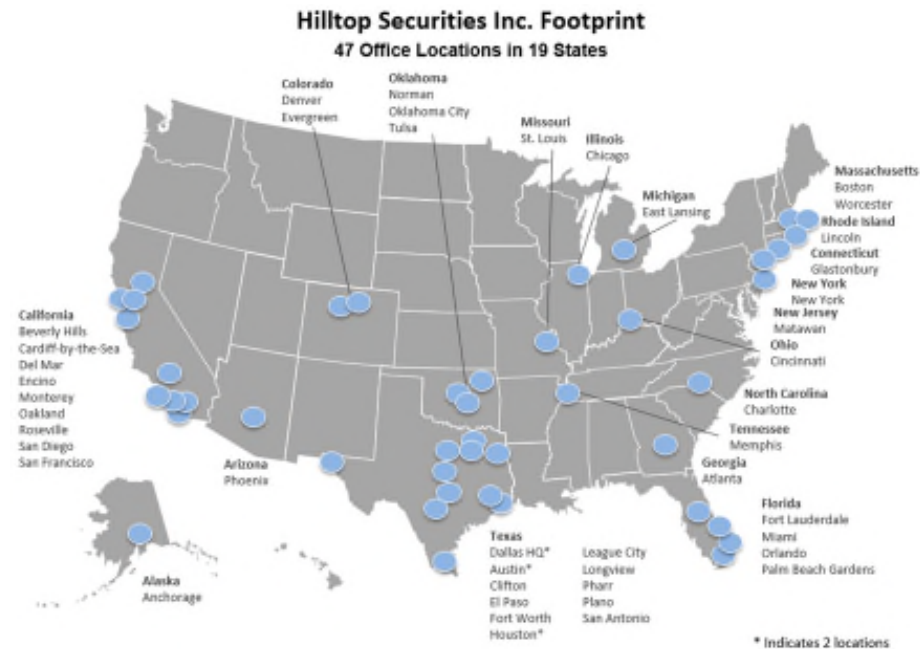 Hilltop Securities Inc. Footprint
47 Office Locations in 19 States
Colorado
Denver
Evergreen
Oklahoma
Norman
Oklahoma City
Tulsa
Missouri
St. Louis
Illinois
Chicago
Michigan
East Lansing
Massachusetts
Boston
Worcester
Rhode Island
Lincoln
Connecticut
Glastonbury
New York
New York
New Jersey
Matawan
Ohio
Cincinnati
North Carolina
Charlotte
Tennessee
Memphis
Georgia
Atlanta
Florida
Fort Lauderdale
Miami
Orlando
Palm Beach Gardens
California
Beverly Hills
Cardiff-by-the-Sea
Del Mar
Encino
Monterey
Oakland
Roseville
San Diego
San Francisco
Arizona
Phoenix
Alaska
Anchorage
Texas
Dallas HQ*
Austin*
Clifton
El Paso
Fort Worth
Houston*
League City
Longview
Pharr
Plano
San Antonio
* Indicates 2 locations